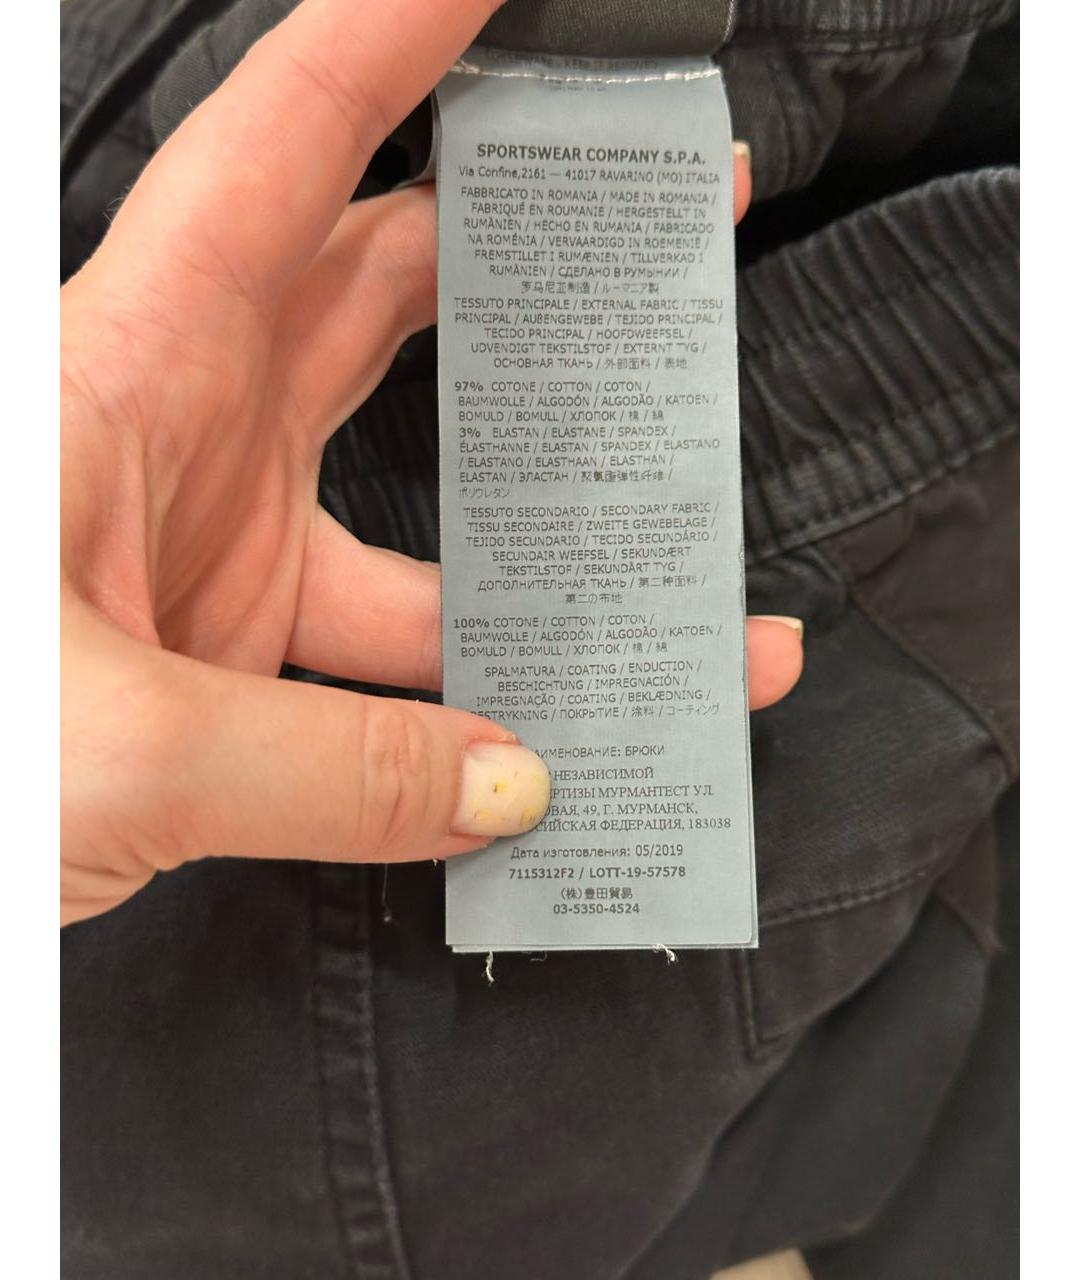 KEEP IT REMOVED
SPORTSWEAR COMPANY S.P.A.
Via Confine,2161 — 41017 RAVARINO (MO) ITALIA
FABBRICATO IN ROMANIA / MADE IN ROMANIA /
FABRIQUÉ EN ROUMANIE / HERGESTELLT IN
RUMÄNIEN / HECHO EN RUMANIA / FABRICADO
NA ROMÉNIA / VERVAARDIGD IN ROEMENIË /
FREMSTILLET I RUMÆNIEN / TILLVERKAD I
RUMÄNIEN / СДЕЛАНО В РУМЫНИИ /
罗马尼亚制造 / ルーマニア製
TESSUTO PRINCIPALE / EXTERNAL FABRIC / TISSU
PRINCIPAL / AUßENGEWEBE / TEJIDO PRINCIPAL /
TECIDO PRINCIPAL / HOOFDWEEFSEL /
UDVENDIGT TEKSTILSTOF / EXTERNT TYG /
ОСНОВНАЯ ТКАНЬ / 外部面料 / 表地
97% COTONE / COTTON / COTON /
BAUMWOLLE / ALGODÓN / ALGODÃO / KATOEN /
BOMULD / BOMULL / ХЛОПОК / 棉 / 綿
3% ELASTAN / ELASTANE / SPANDEX /
ÉLASTHANNE / ELASTAN / SPANDEX / ELASTANO
/ ELASTANO / ELASTHAAN / ELASTHAN /
ELASTAN / ЭЛАСТАН / 聚氨酯弹性纤维 /
ポリウレタン
TESSUTO SECONDARIO / SECONDARY FABRIC /
TISSU SECONDAIRE / ZWEITE GEWEBELAGE /
TEJIDO SECUNDARIO / TECIDO SECUNDÁRIO /
SECUNDAIR WEEFSEL / SEKUNDÆRT
TEKSTILSTOF / SEKUNDÄRT TYG /
ДОПОЛНИТЕЛЬНАЯ ТКАНЬ / 第二种面料 /
第二の布地
100% COTONE / COTTON / COTON /
BAUMWOLLE / ALGODÓN / ALGODÃO / KATOEN /
BOMULD / BOMULL / ХЛОПОК / 棉 / 綿
SPALMATURA / COATING / ENDUCTION /
BESCHICHTUNG / IMPREGNACIÓN /
IMPREGNAÇÃO / COATING / BEKLÆDNING /
BESTRYKNING / ПОКРЫТИЕ / 涂料 / コーティング
АИМЕНОВАНИЕ: БРЮКИ
НЕЗАВИСИМОЙ
РТИЗЫ МУРМАНТЕСТ УЛ.
ОВАЯ, 49, Г. МУРМАНСК,
СИЙСКАЯ ФЕДЕРАЦИЯ, 183038
Дата изготовления: 05/2019
7115312F2 / LOTT-19-57578
(株)豊田貿易
03-5350-4524